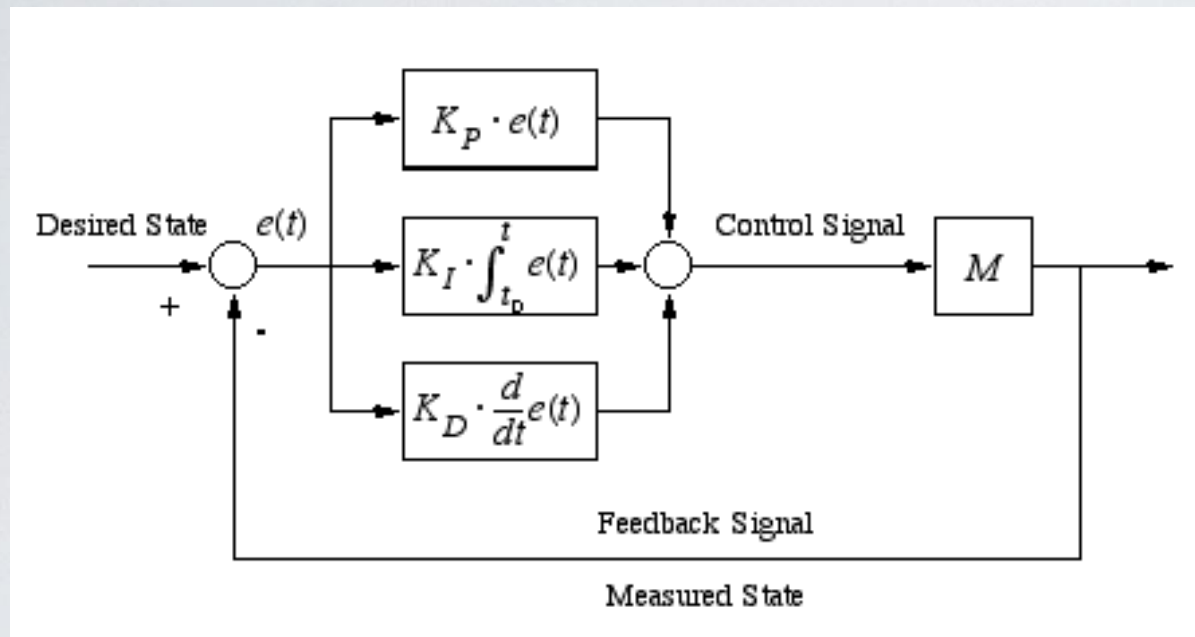 K_P · e(t)
Desired State
e(t)
+
-
K_I · ∫_{t_0}^{t} e(t)
Control Signal
M
K_D · d/dt e(t)
Feedback Signal
Measured State